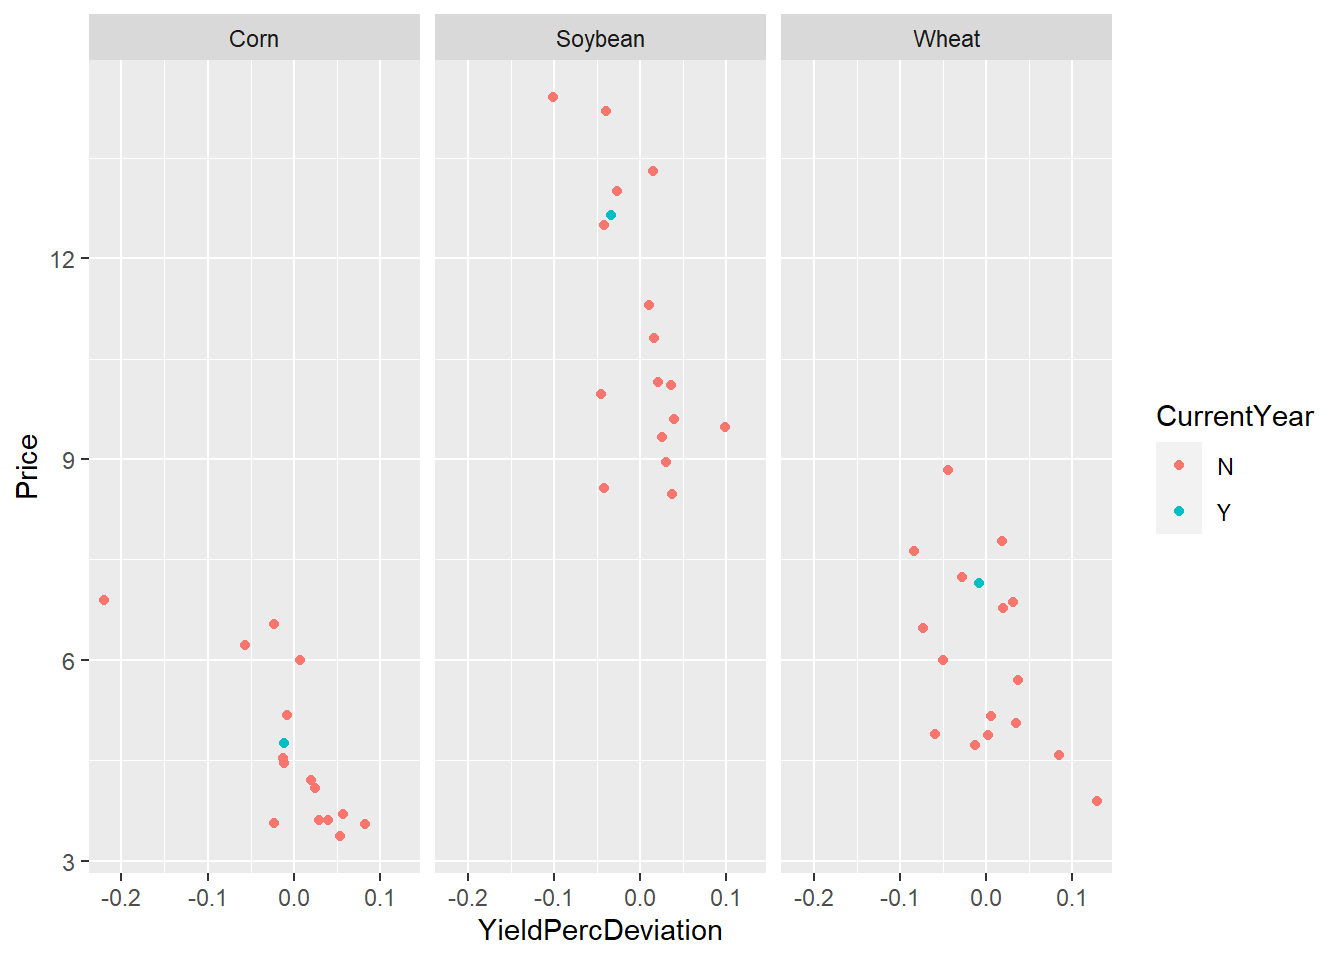 Corn Soybean Wheat
12
9
6
3
Price
-0.2 -0.1 0.0 0.1 -0.2 -0.1 0.0 0.1 -0.2 -0.1 0.0 0.1
YieldPercDeviation
CurrentYear
N
Y